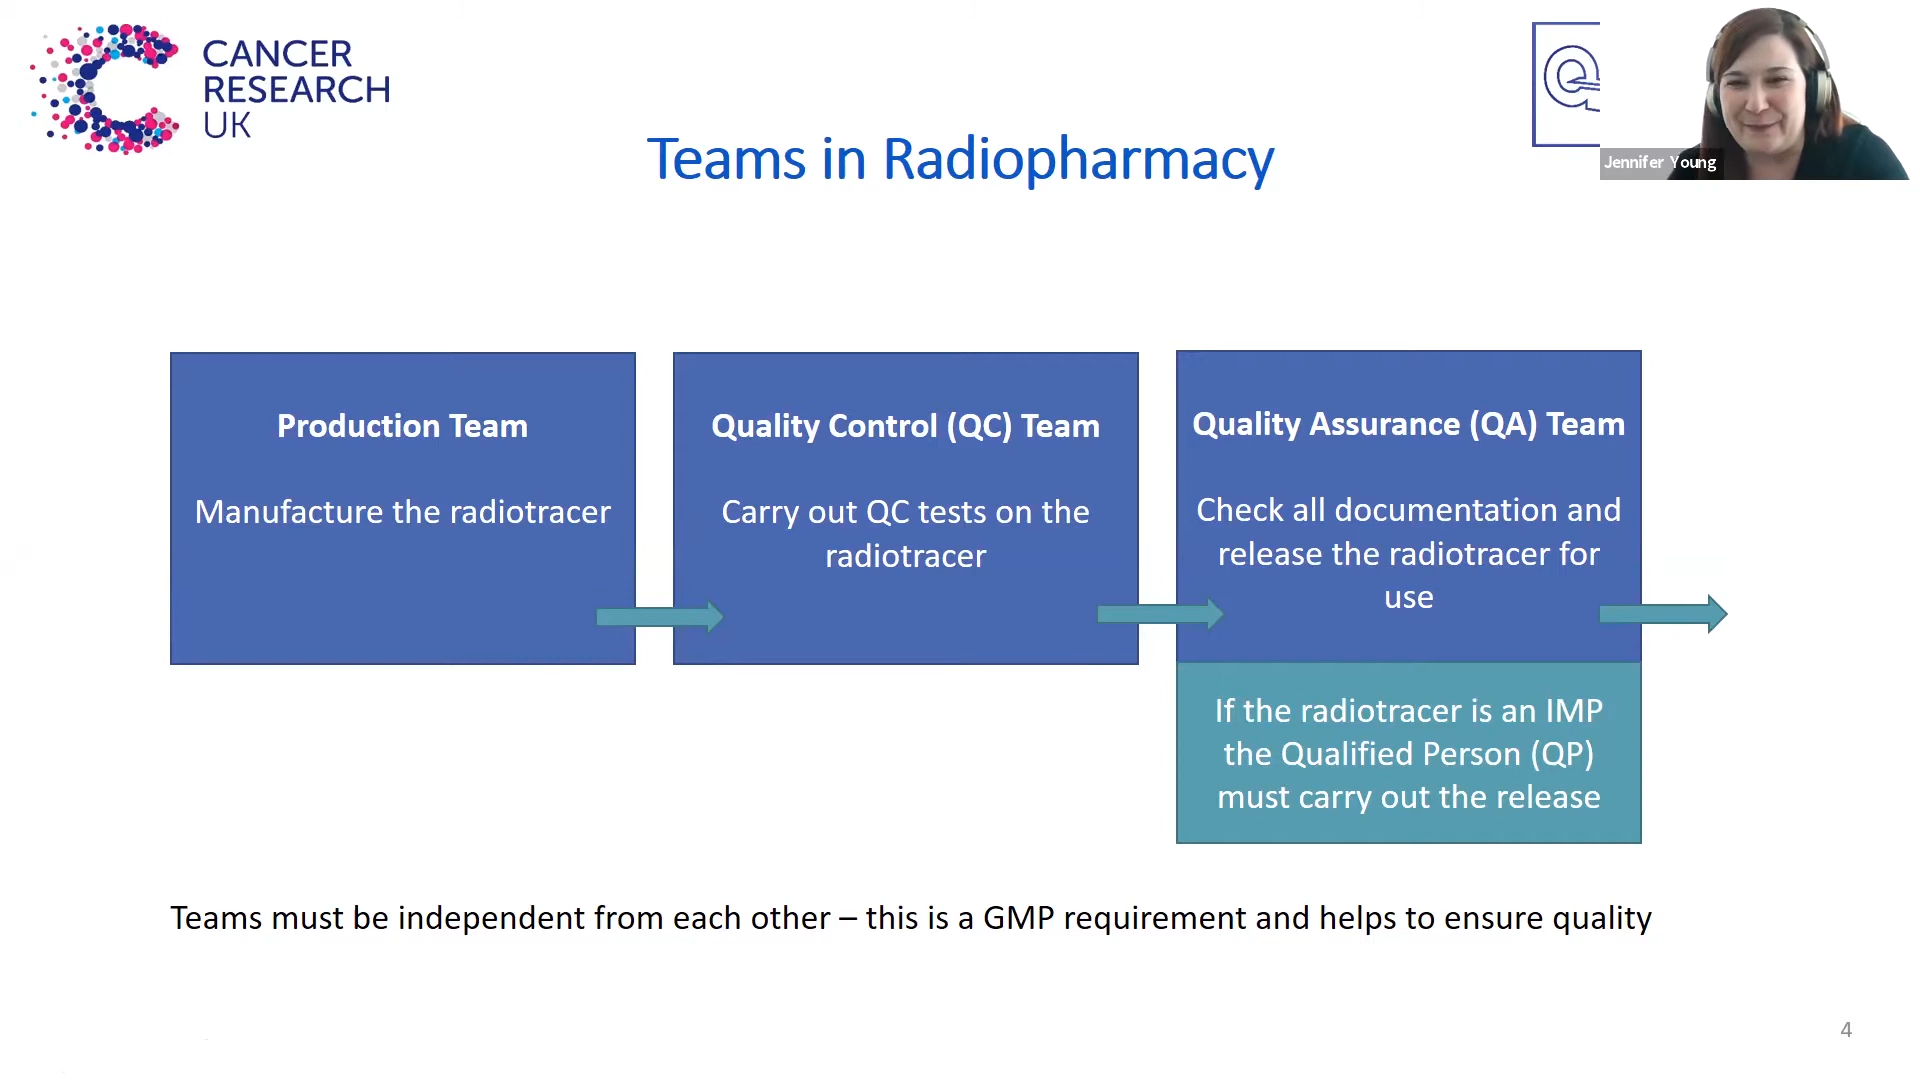 CANCER
RESEARCH
UK
Jennifer Young
Teams in Radiopharmacy
Production Team
Manufacture the radiotracer
Quality Control (QC) Team
Carry out QC tests on the
radiotracer
Quality Assurance (QA) Team
Check all documentation and
release the radiotracer for
use
If the radiotracer is an IMP
the Qualified Person (QP)
must carry out the release
Teams must be independent from each other – this is a GMP requirement and helps to ensure quality
4